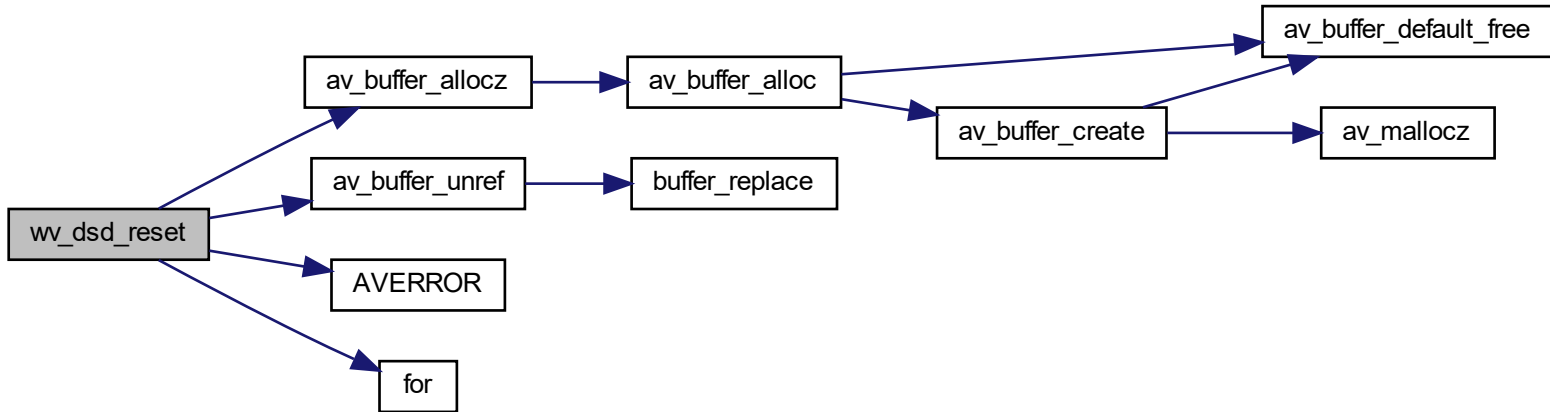 wv_dsd_reset
av_buffer_allocz
av_buffer_alloc
av_buffer_default_free
av_buffer_create
av_mallocz
av_buffer_unref
buffer_replace
AVERROR
for